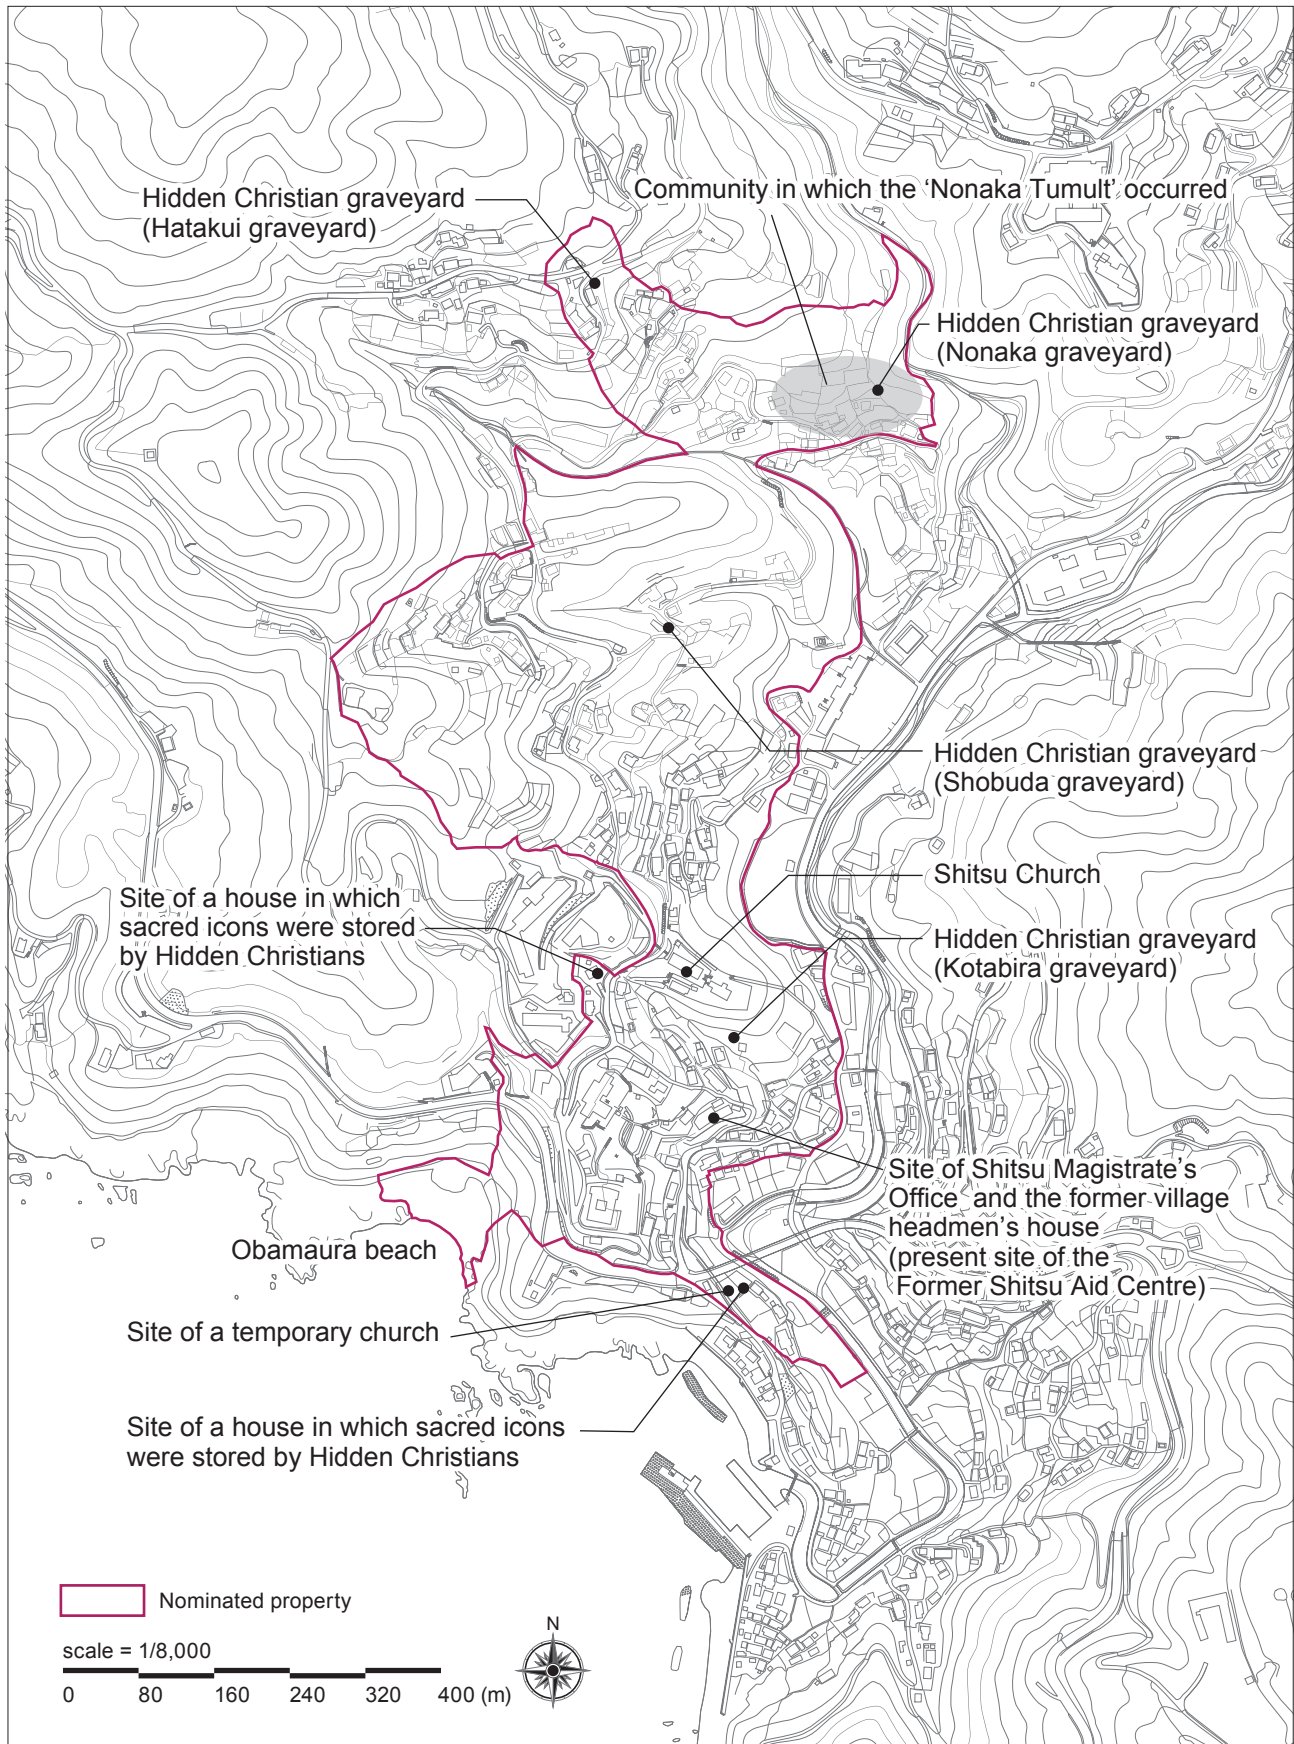 Hidden Christian graveyard
(Hatakui graveyard)
Community in which the ‘Nonaka Tumult’ occurred
Hidden Christian graveyard
(Nonaka graveyard)
Hidden Christian graveyard
(Shobuda graveyard)
Shitsu Church
Site of a house in which
sacred icons were stored
by Hidden Christians
Hidden Christian graveyard
(Kotabira graveyard)
Site of Shitsu Magistrate’s
Office and the former village
headmen’s house
(present site of the
Former Shitsu Aid Centre)
Obamaura beach
Site of a temporary church
Site of a house in which sacred icons
were stored by Hidden Christians
Nominated property
scale = 1/8,000
0 80 160 240 320 400 (m)
N